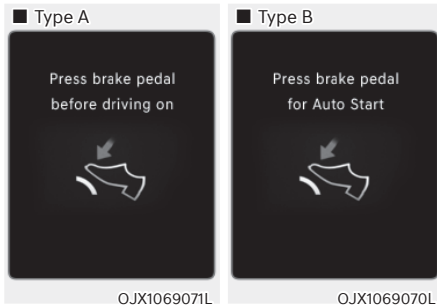 ■ Type A
Press brake pedal
before driving on
OJX1069071L
■ Type B
Press brake pedal
for Auto Start
OJX1069070L